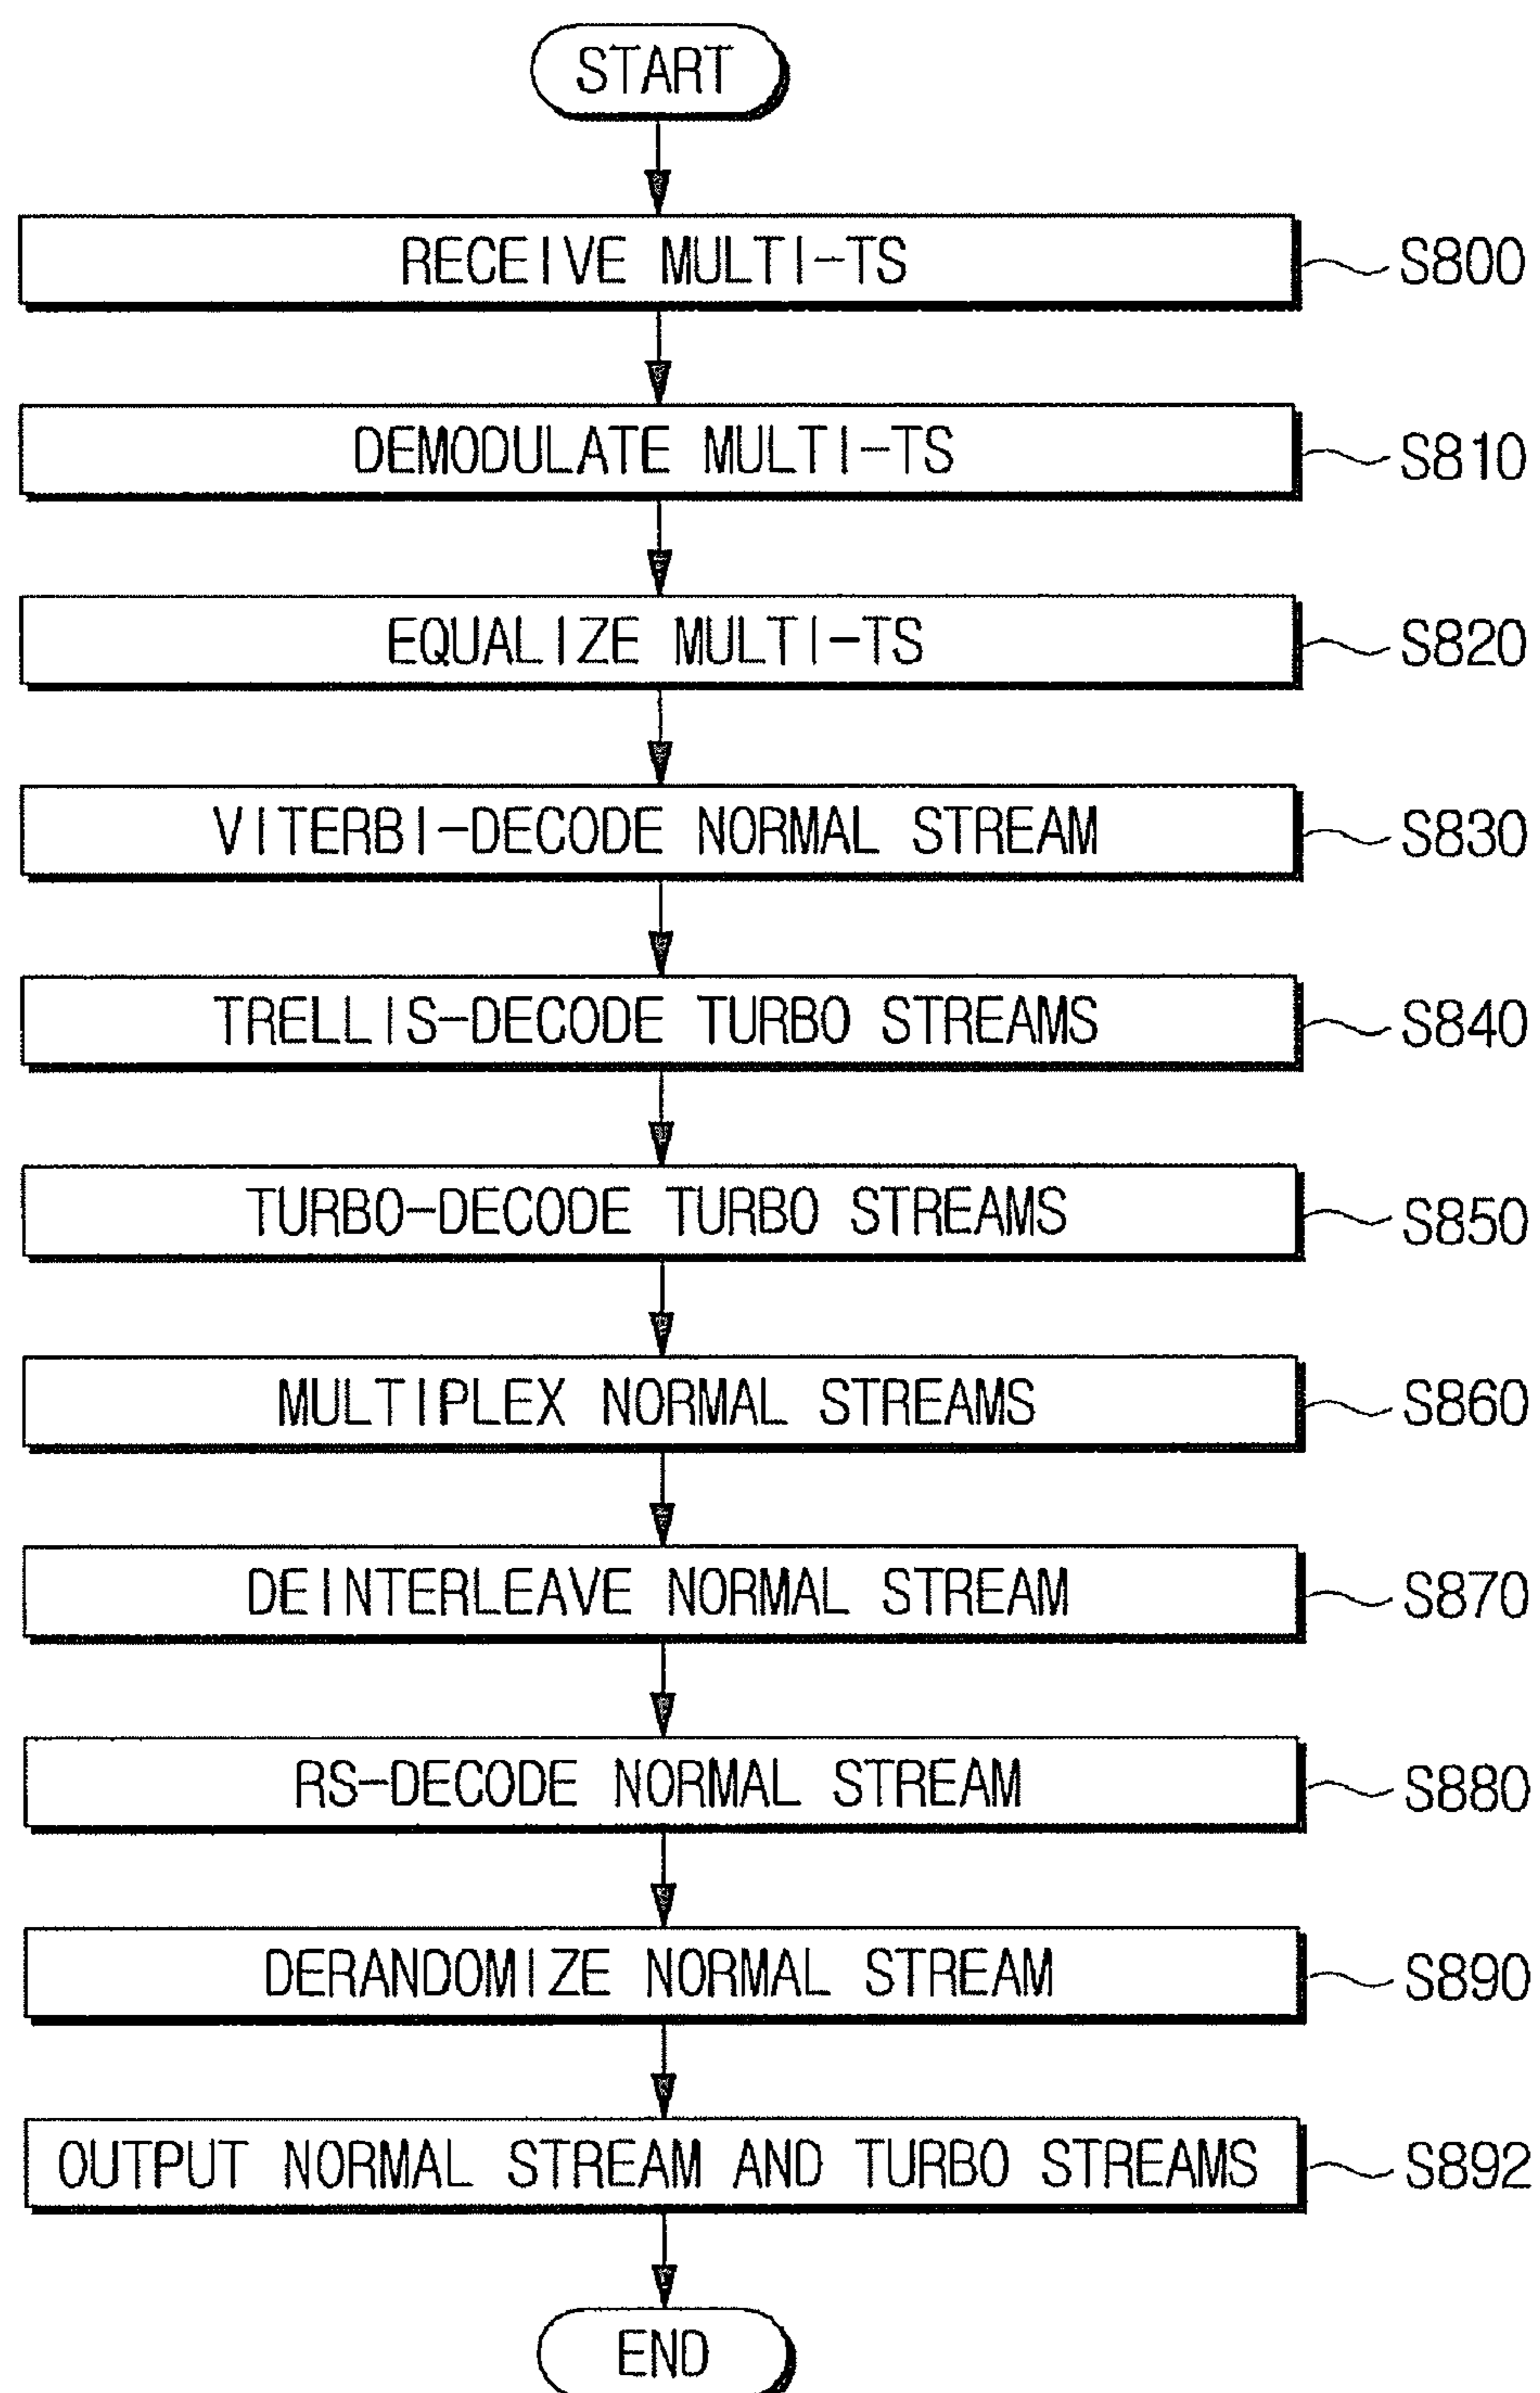 START
RECEIVE MULTI-TS S800
DEMODULATE MULTI-TS S810
EQUALIZE MULTI-TS S820
VITERBI-DECODE NORMAL STREAM S830
TRELLIS-DECODE TURBO STREAMS S840
TURBO-DECODE TURBO STREAMS S850
MULTIPLEX NORMAL STREAMS S860
DEINTERLEAVE NORMAL STREAM S870
RS-DECODE NORMAL STREAM S880
DERANDOMIZE NORMAL STREAM S890
OUTPUT NORMAL STREAM AND TURBO STREAMS S892
END